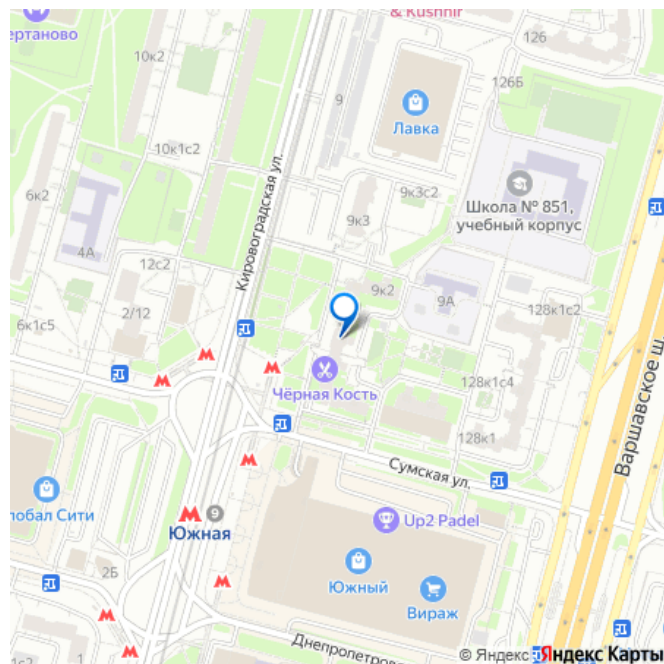 & Kushnir
ертаново
126
10к2
126Б
9
Лавка
10к1с2
Кировоградская ул.
6к2
9к3с2
Школа № 851,
учебный корпус
9к3
4А
12с2
9к2
9А
2/12
128к1с2
6к1с5
Варшавское ш.
128к1с4
Чёрная Кость
128к1
Сумская ул.
лобал Сити
9
Up2 Padel
Южная
2Б
Южный
Вираж
Днепропетров
1
© Яндекс
Яндекс Карты